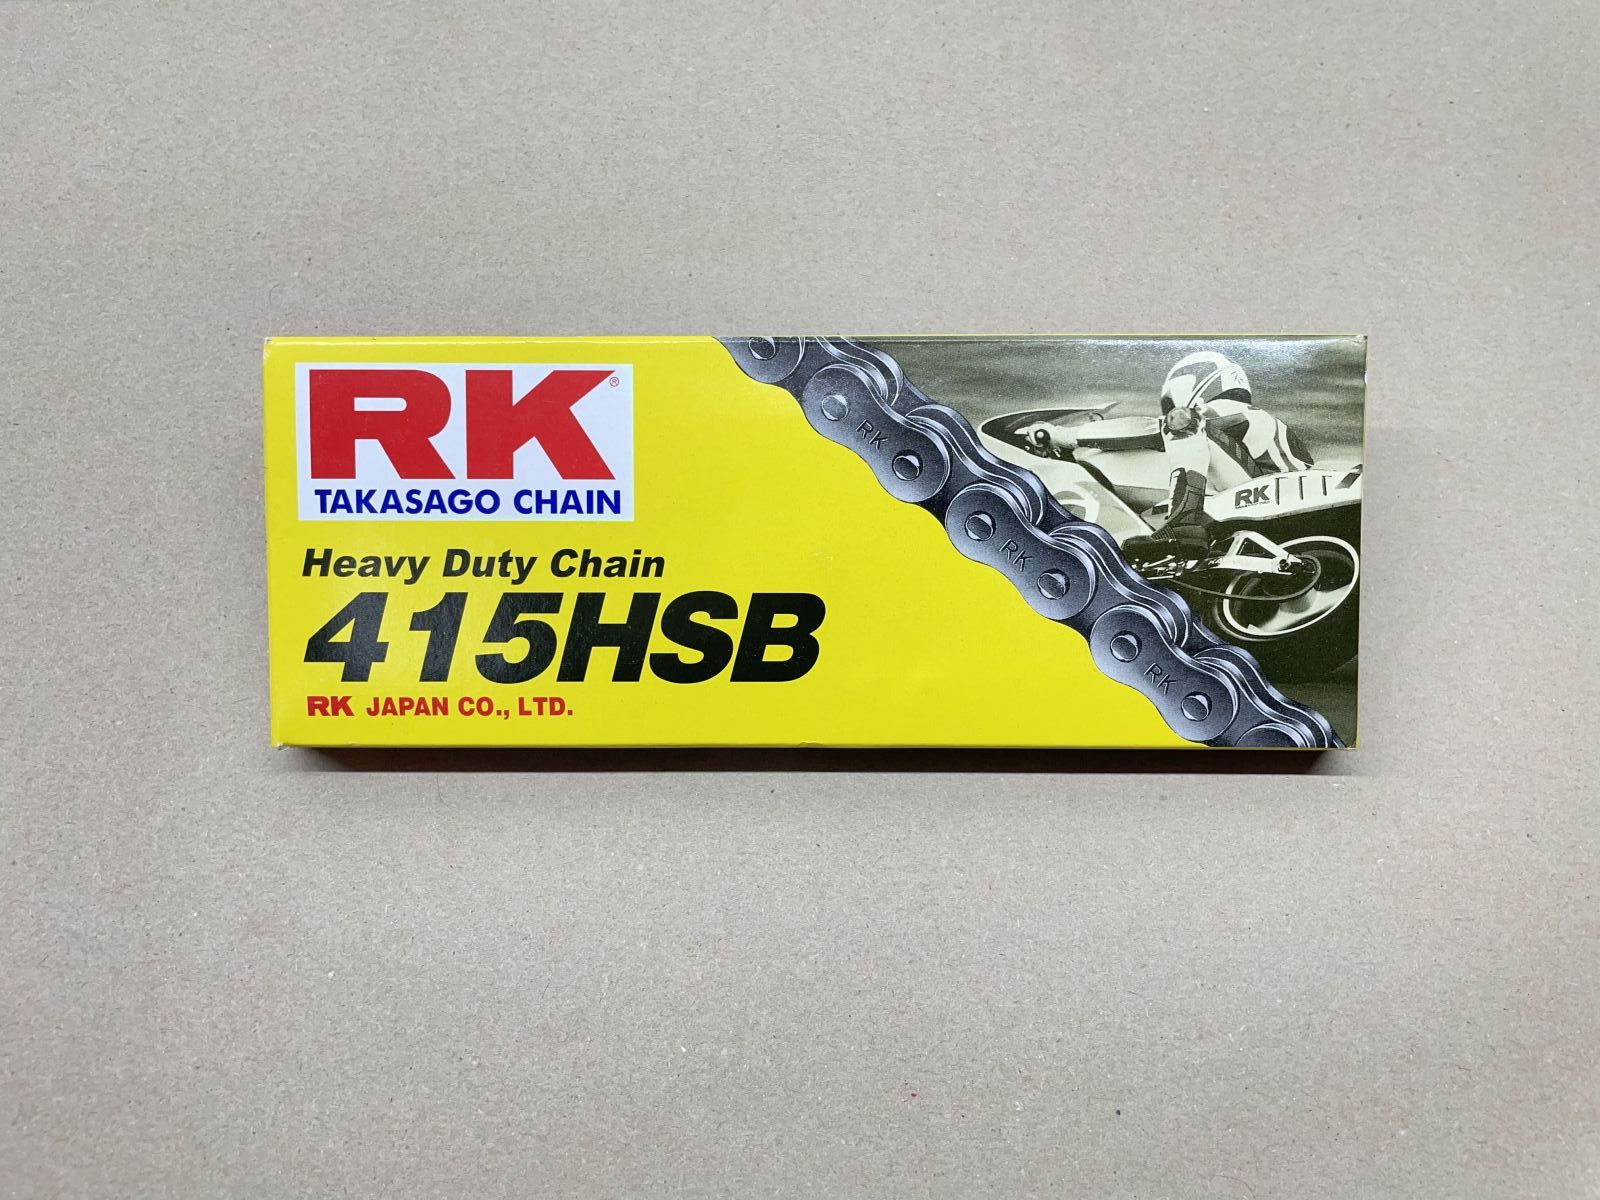 RK®
TAKASAGO CHAIN
Heavy Duty Chain
415HSB
RK JAPAN CO., LTD.
RK
RK
RK
RK